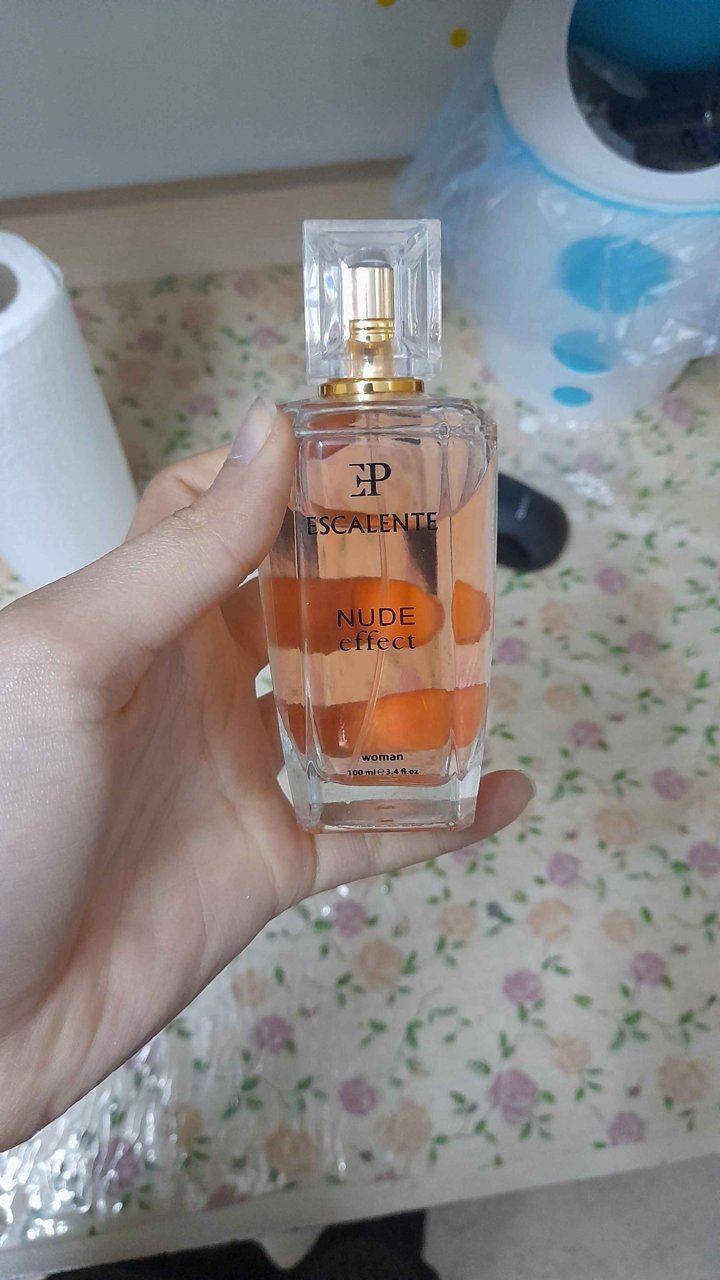 EP
ESCALENTE
NUDE
effect
woman
100 ml ℮ 3.4 fl.oz